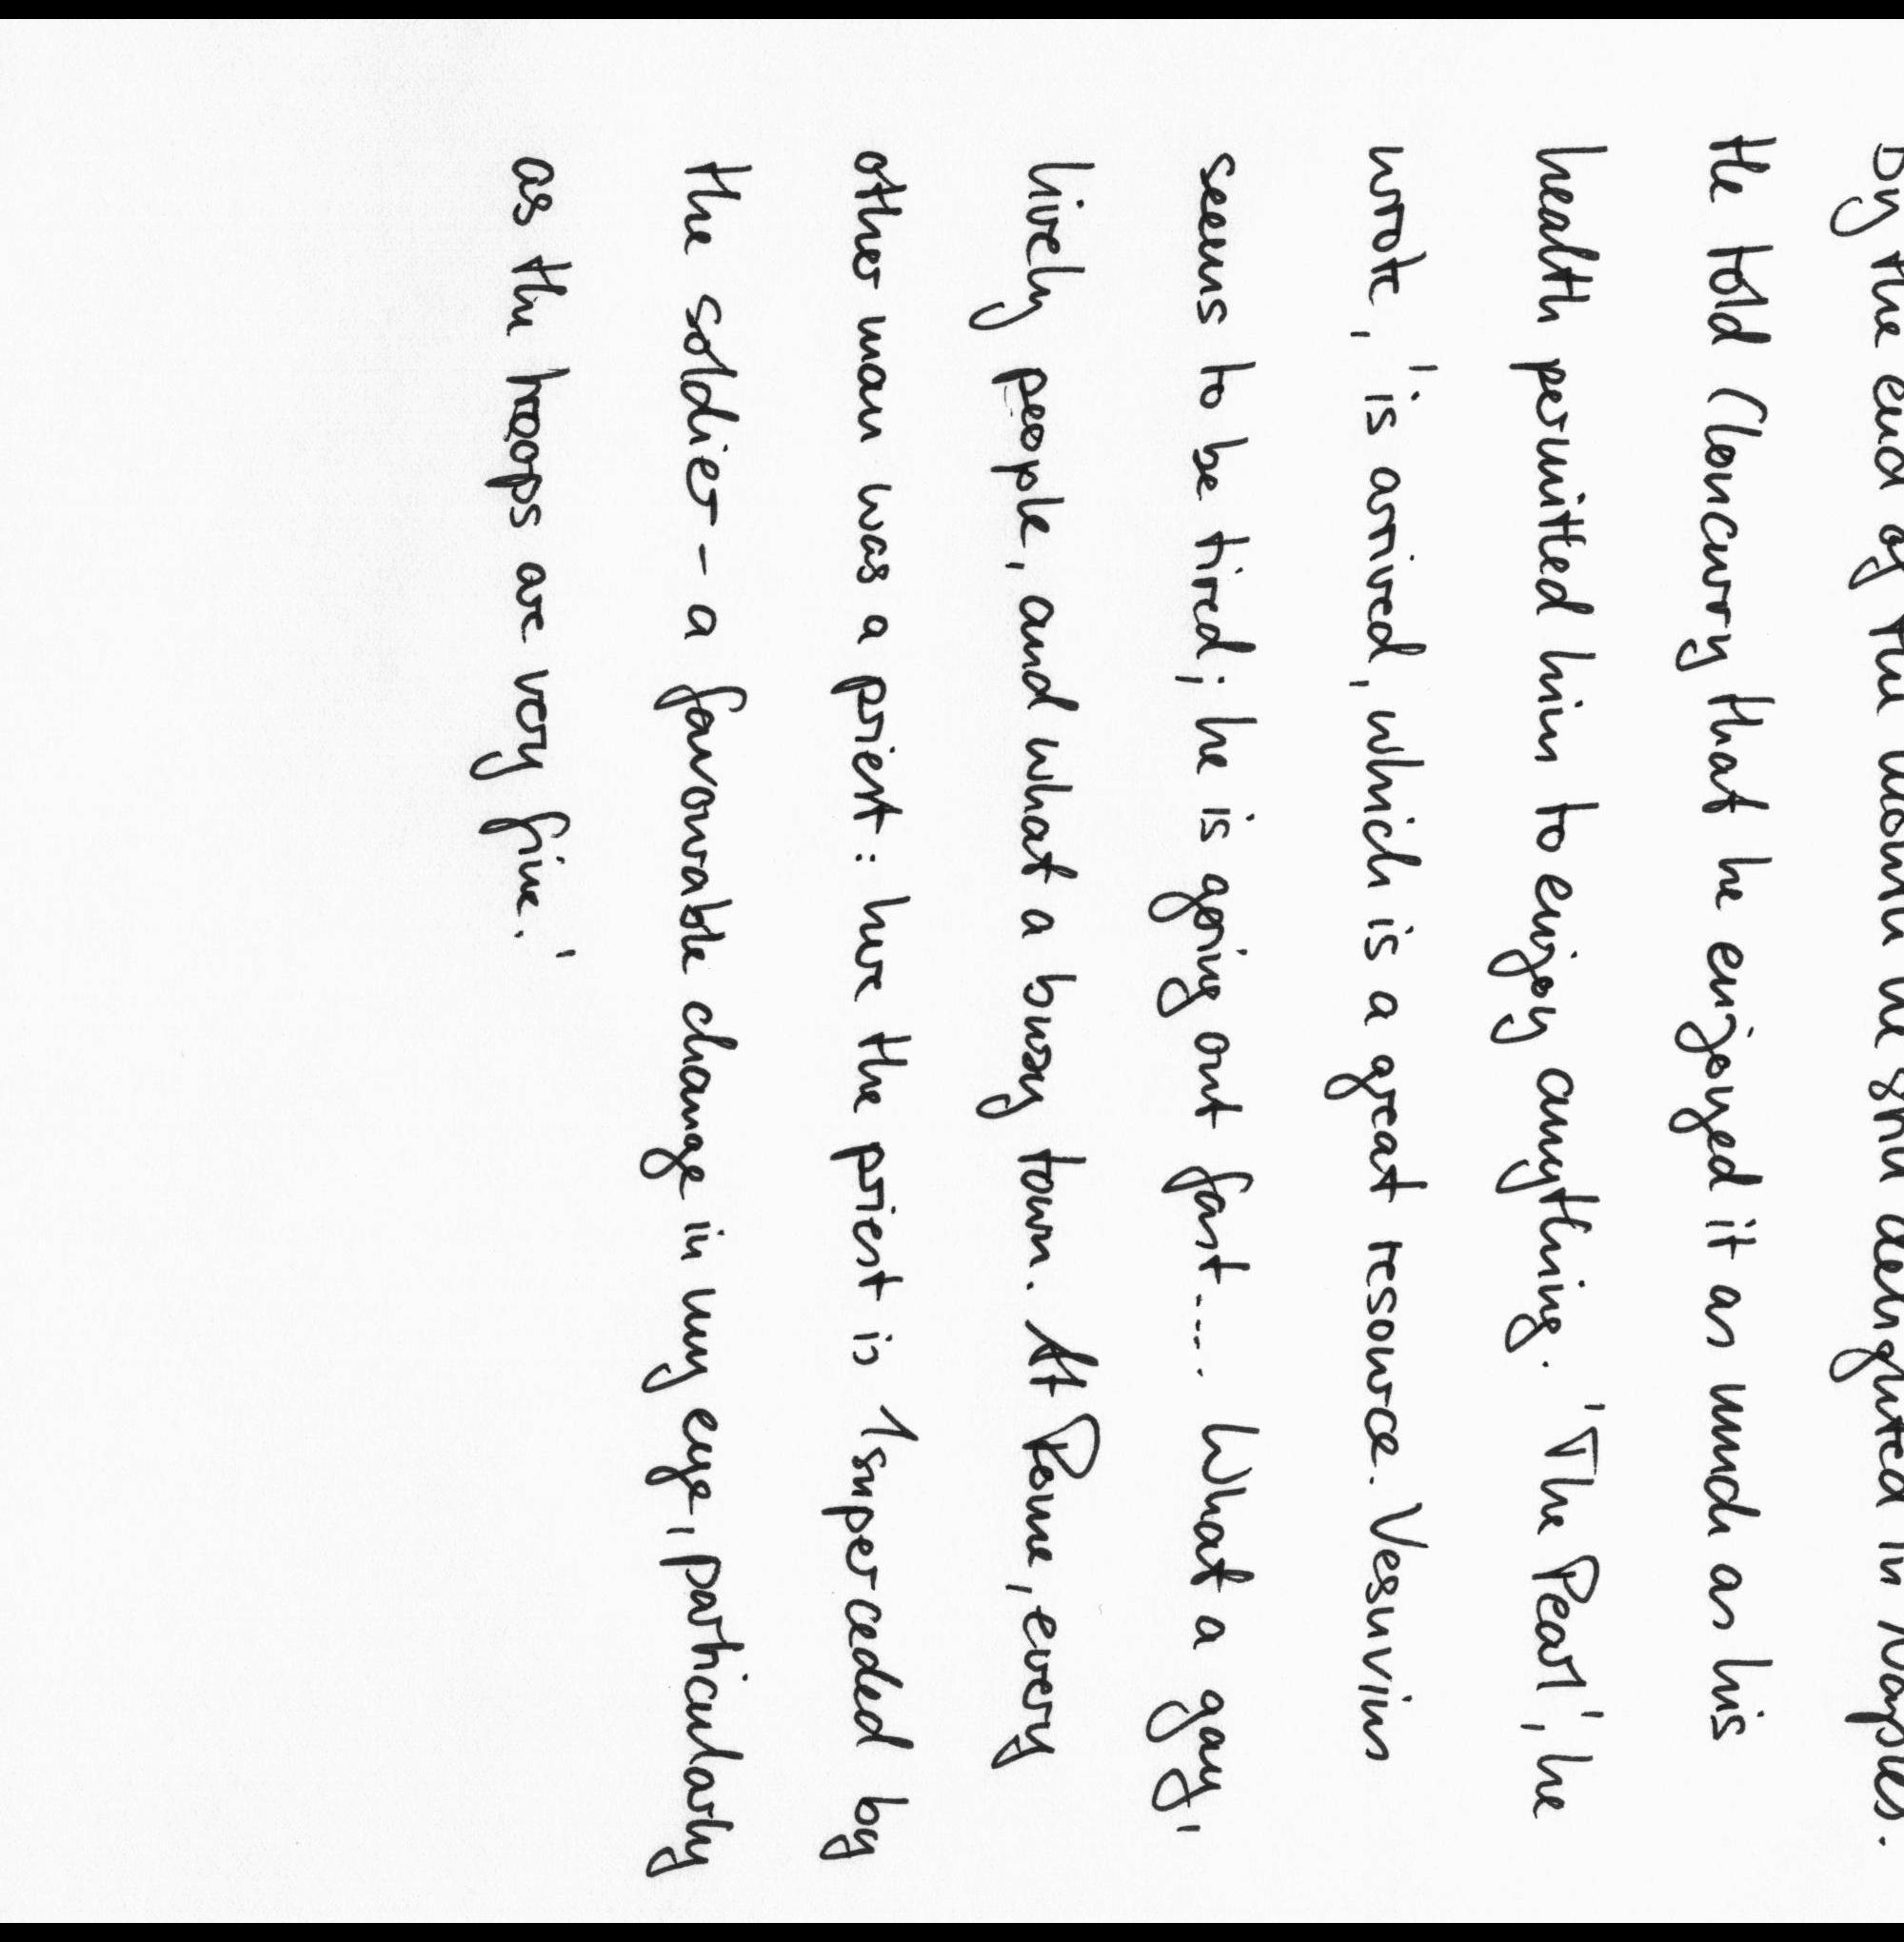 By the end of the month he still delighted in Naples.
He told Cloncurry that he enjoyed it as much as his
health permitted him to enjoy anything. 'The Pearl', he
wrote, 'is arrived, which is a great resource. Vesuvius
seems to be tired; he is going out fast.... What a gay,
lively people, and what a busy town. At Rome, every
other man was a priest: here the priest is superceded by
the soldier - a favourable change in my eye, particularly
as the troops are very fine.'